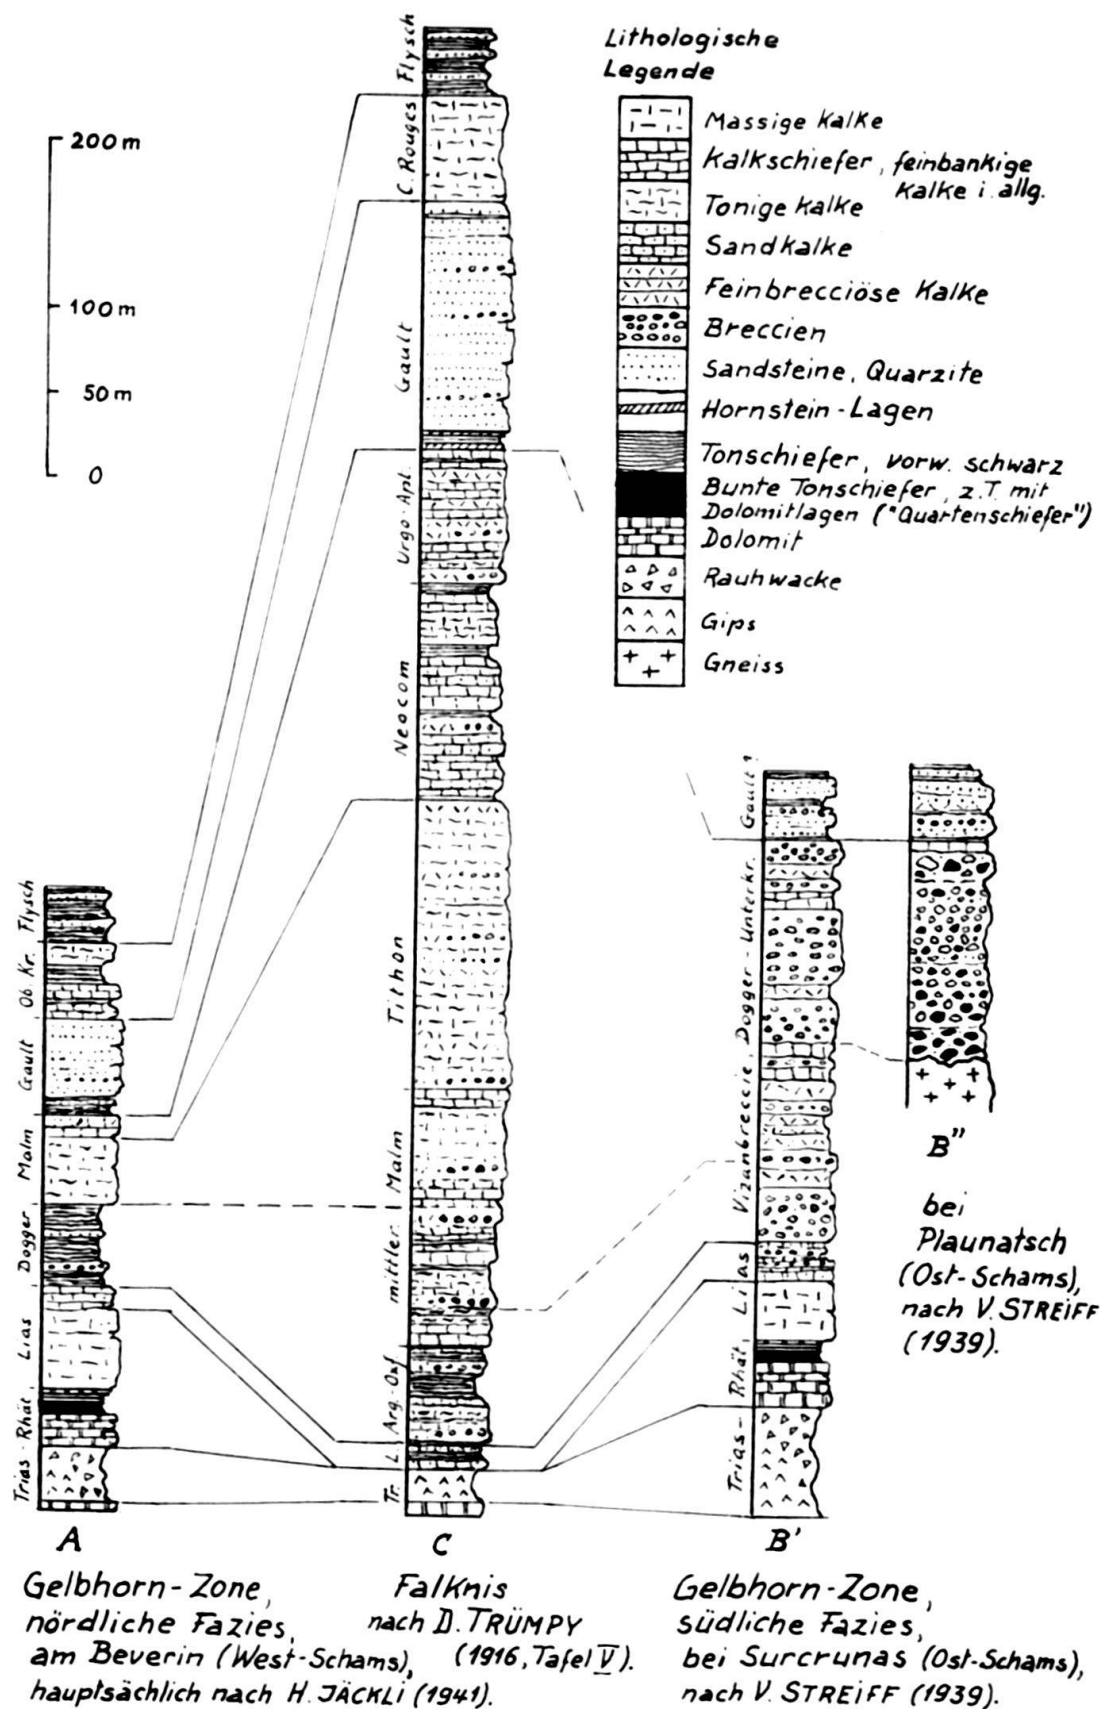 Lithologische
Legende
Massige Kalke
Kalkschiefer, feinbankige
Kalke i. allg.
Tonige Kalke
Sandkalke
Feinbrecciöse Kalke
Breccien
Sandsteine, Quarzite
Hornstein-Lagen
Tonschiefer, vorw. schwarz
Bunte Tonschiefer, z.T. mit
Dolomitlagen ("Quartenschiefer")
Dolomit
Rauhwacke
Gips
Gneiss
200 m
100 m
50 m
0
Flysch
Ob. Kr.
Gault
Malm
Dogger
Lias
Trias - Rhät.
A
Gelbhorn-Zone,
nördliche Fazies,
am Beverin (West-Schams),
hauptsächlich nach H. JÄCKLI (1941).
Flysch
C. Rouges
Gault
Urgo-Apt.
Neocom
Tithon
mittler. Malm
Arg.-Oxf.
L.
Tr.
C
Falknis
nach D. TRÜMPY
(1916, Tafel V).
Gault ?
Vizanbreccie, Dogger-Unterkr.
Lias
Trias - Rhät.
B'
Gelbhorn-Zone,
südliche Fazies,
bei Surcrunas (Ost-Schams),
nach V. STREIFF (1939).
B"
bei
Plaunatsch
(Ost-Schams),
nach V. STREIFF
(1939).